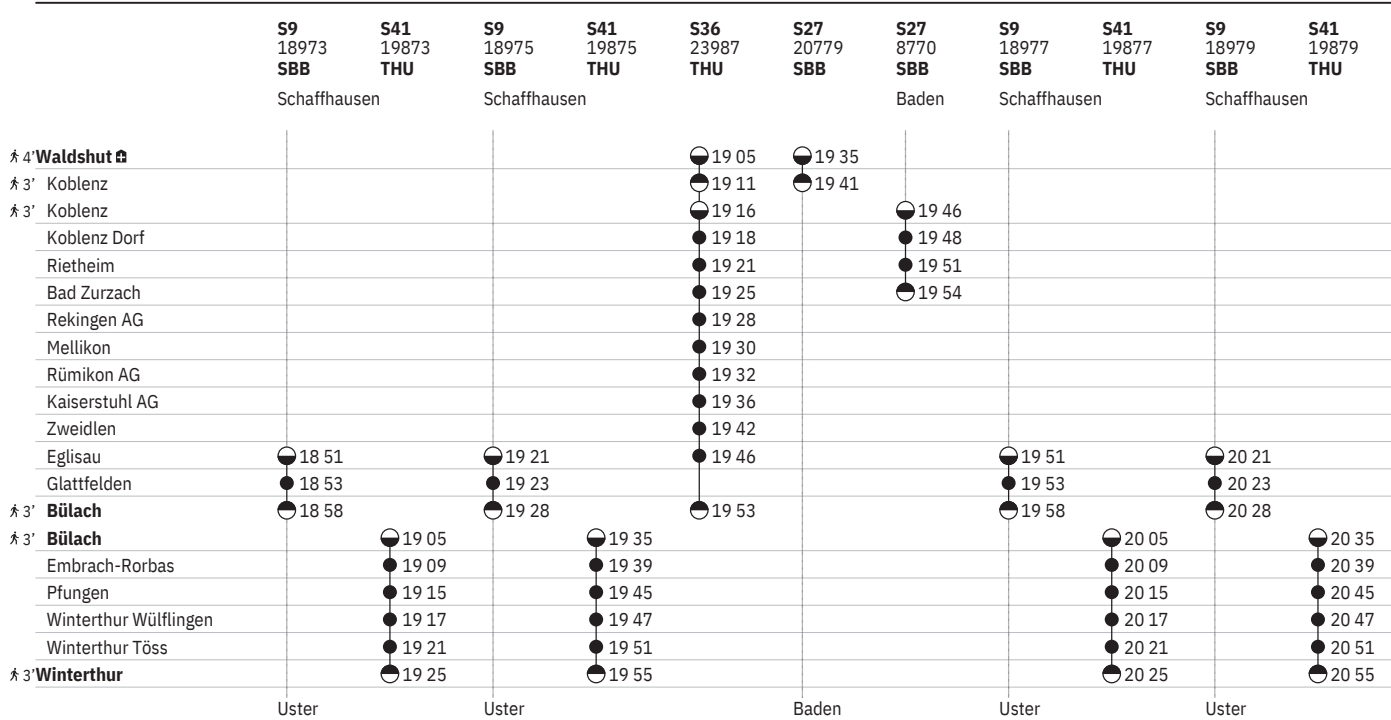 S9 S41 S9 S41 S36 S27 S27 S9 S41 S9 S41
18973 19873 18975 19875 23987 20779 8770 18977 19877 18979 19879
SBB THU SBB THU THU SBB SBB SBB THU SBB THU
Schaffhausen Schaffhausen Baden Schaffhausen Schaffhausen
4' Waldshut 19 05 19 35
3' Koblenz 19 11 19 41
3' Koblenz 19 16 19 46
Koblenz Dorf 19 18 19 48
Rietheim 19 21 19 51
Bad Zurzach 19 25 19 54
Rekingen AG 19 28
Mellikon 19 30
Rümikon AG 19 32
Kaiserstuhl AG 19 36
Zweidlen 19 42
Eglisau 18 51 19 21 19 46 19 51 20 21
Glattfelden 18 53 19 23 19 53 20 23
3' Bülach 18 58 19 28 19 53 19 58 20 28
3' Bülach 19 05 19 35 20 05 20 35
Embrach-Rorbas 19 09 19 39 20 09 20 39
Pfungen 19 15 19 45 20 15 20 45
Winterthur Wülflingen 19 17 19 47 20 17 20 47
Winterthur Töss 19 21 19 51 20 21 20 51
3' Winterthur 19 25 19 55 20 25 20 55
Uster Uster Baden Uster Uster